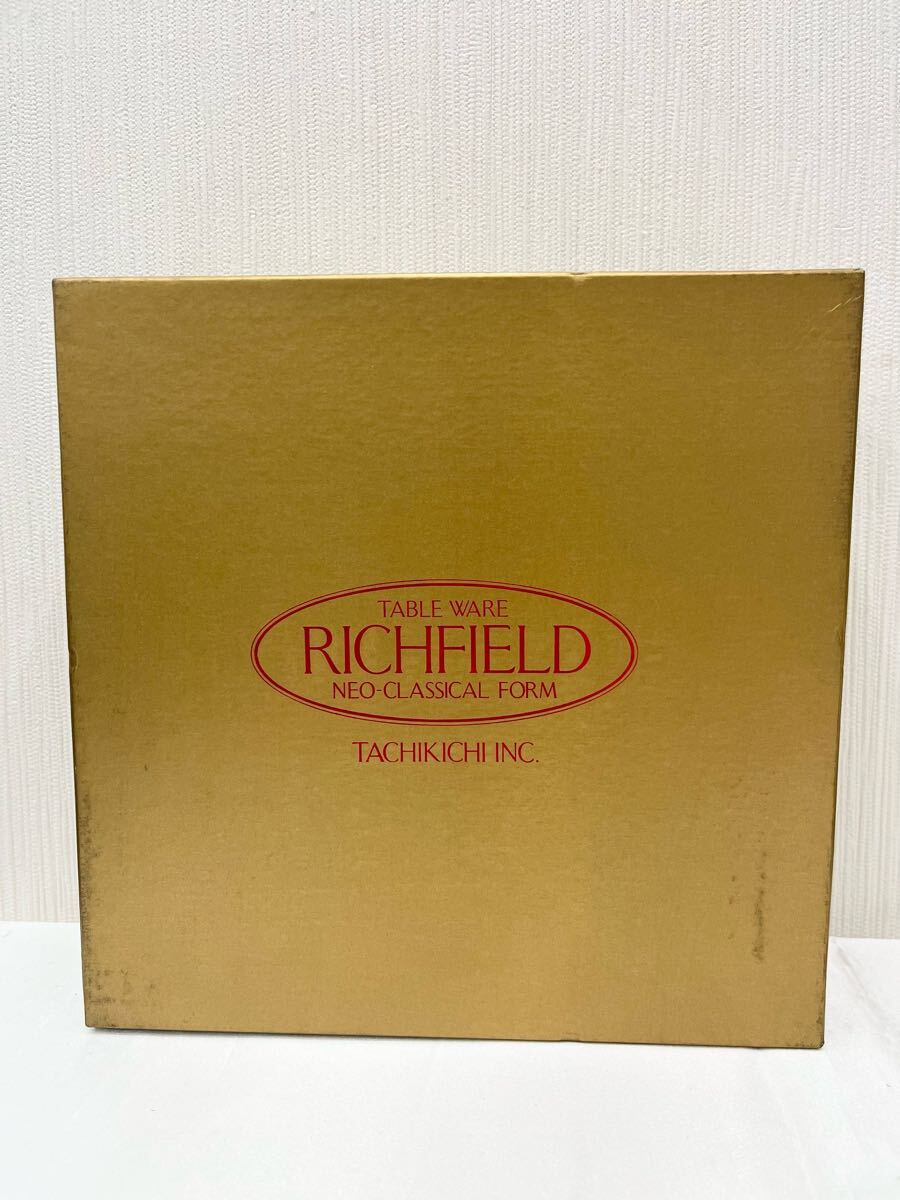 TABLE WARE
RICHFIELD
NEO-CLASSICAL FORM
TACHIKICHI INC.